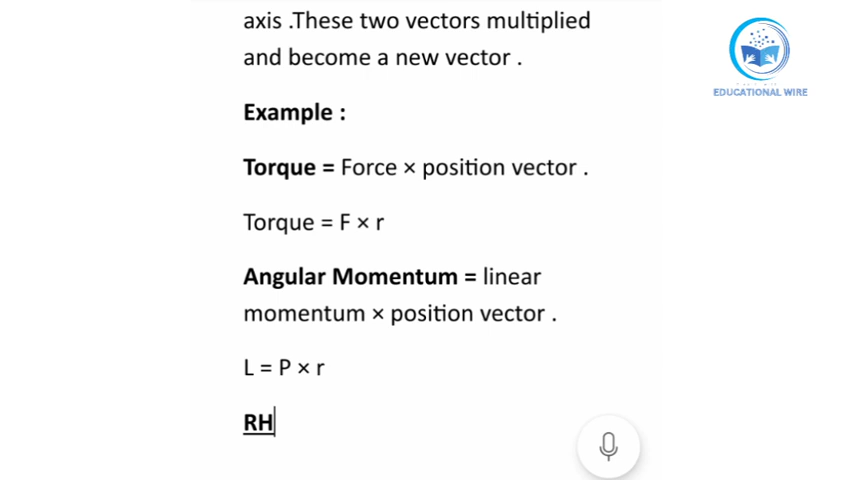 axis .These two vectors multiplied
and become a new vector .
EDUCATIONAL WIRE
Example :
Torque = Force × position vector .
Torque = F × r
Angular Momentum = linear
momentum × position vector .
L = P × r
RH